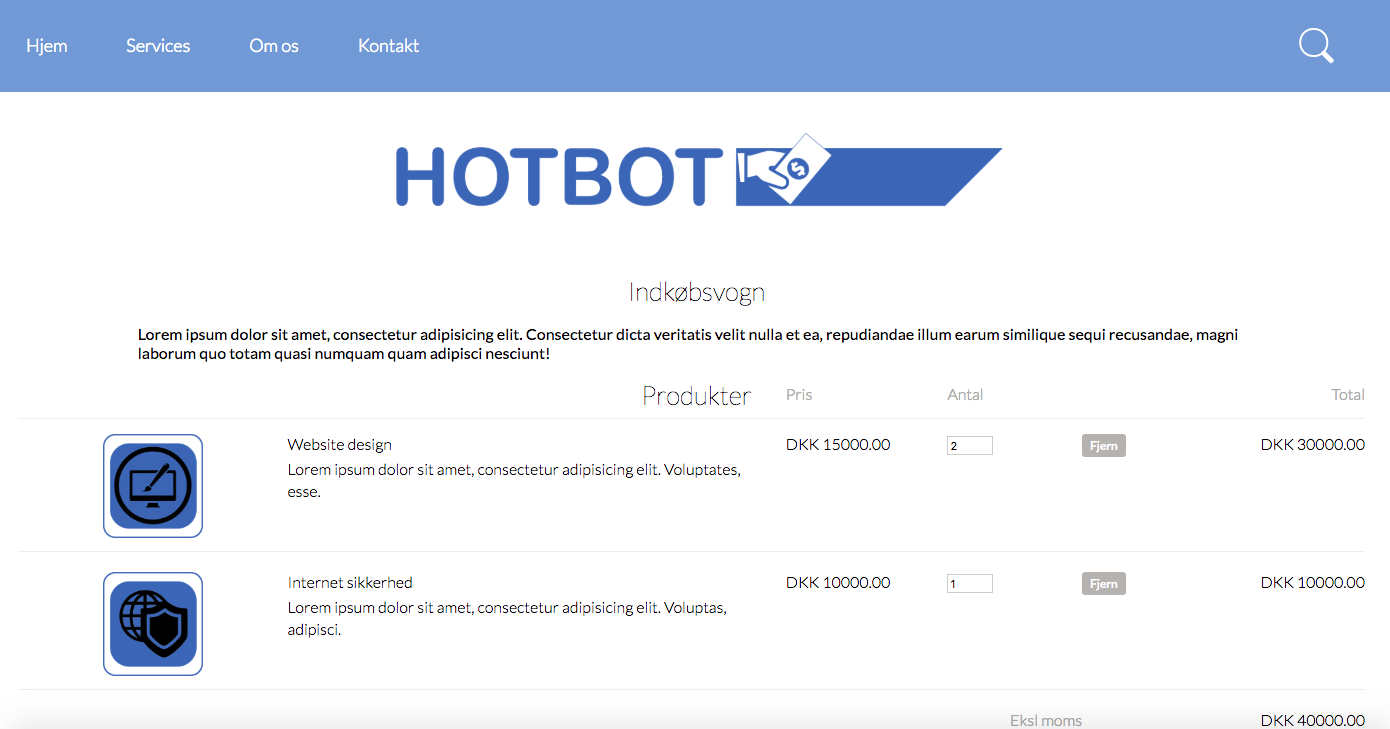 Hjem Services Om os Kontakt
HOTBOT
Indkøbsvogn
Lorem ipsum dolor sit amet, consectetur adipisicing elit. Consectetur dicta veritatis velit nulla et ea, repudiandae illum earum similique sequi recusandae, magni
laborum quo totam quasi numquam quam adipisci nesciunt!
Produkter Pris Antal Total
Website design DKK 15000.00 2 Fjern DKK 30000.00
Lorem ipsum dolor sit amet, consectetur adipisicing elit. Voluptates,
esse.
Internet sikkerhed DKK 10000.00 1 Fjern DKK 10000.00
Lorem ipsum dolor sit amet, consectetur adipisicing elit. Voluptas,
adipisci.
Eksl moms DKK 40000.00